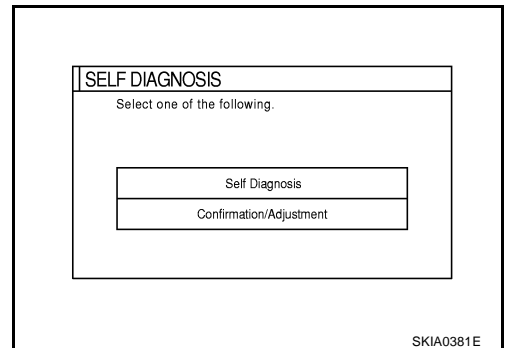 SELF DIAGNOSIS
Select one of the following.
Self Diagnosis
Confirmation/Adjustment
SKIA0381E